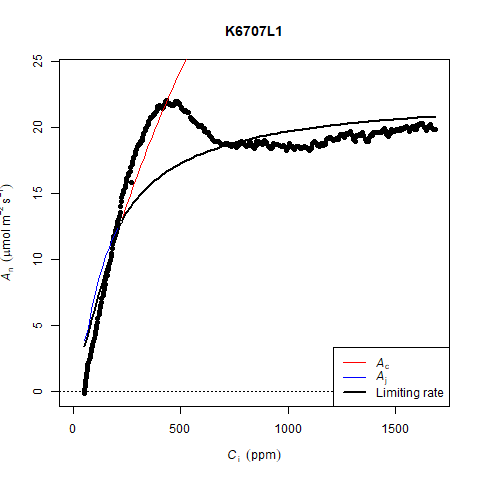 K6707L1
25
20
15
10
5
0
Aₙ (μmol m⁻² s⁻¹)
0 500 1000 1500
Cᵢ (ppm)
A꜀
Aⱼ
Limiting rate